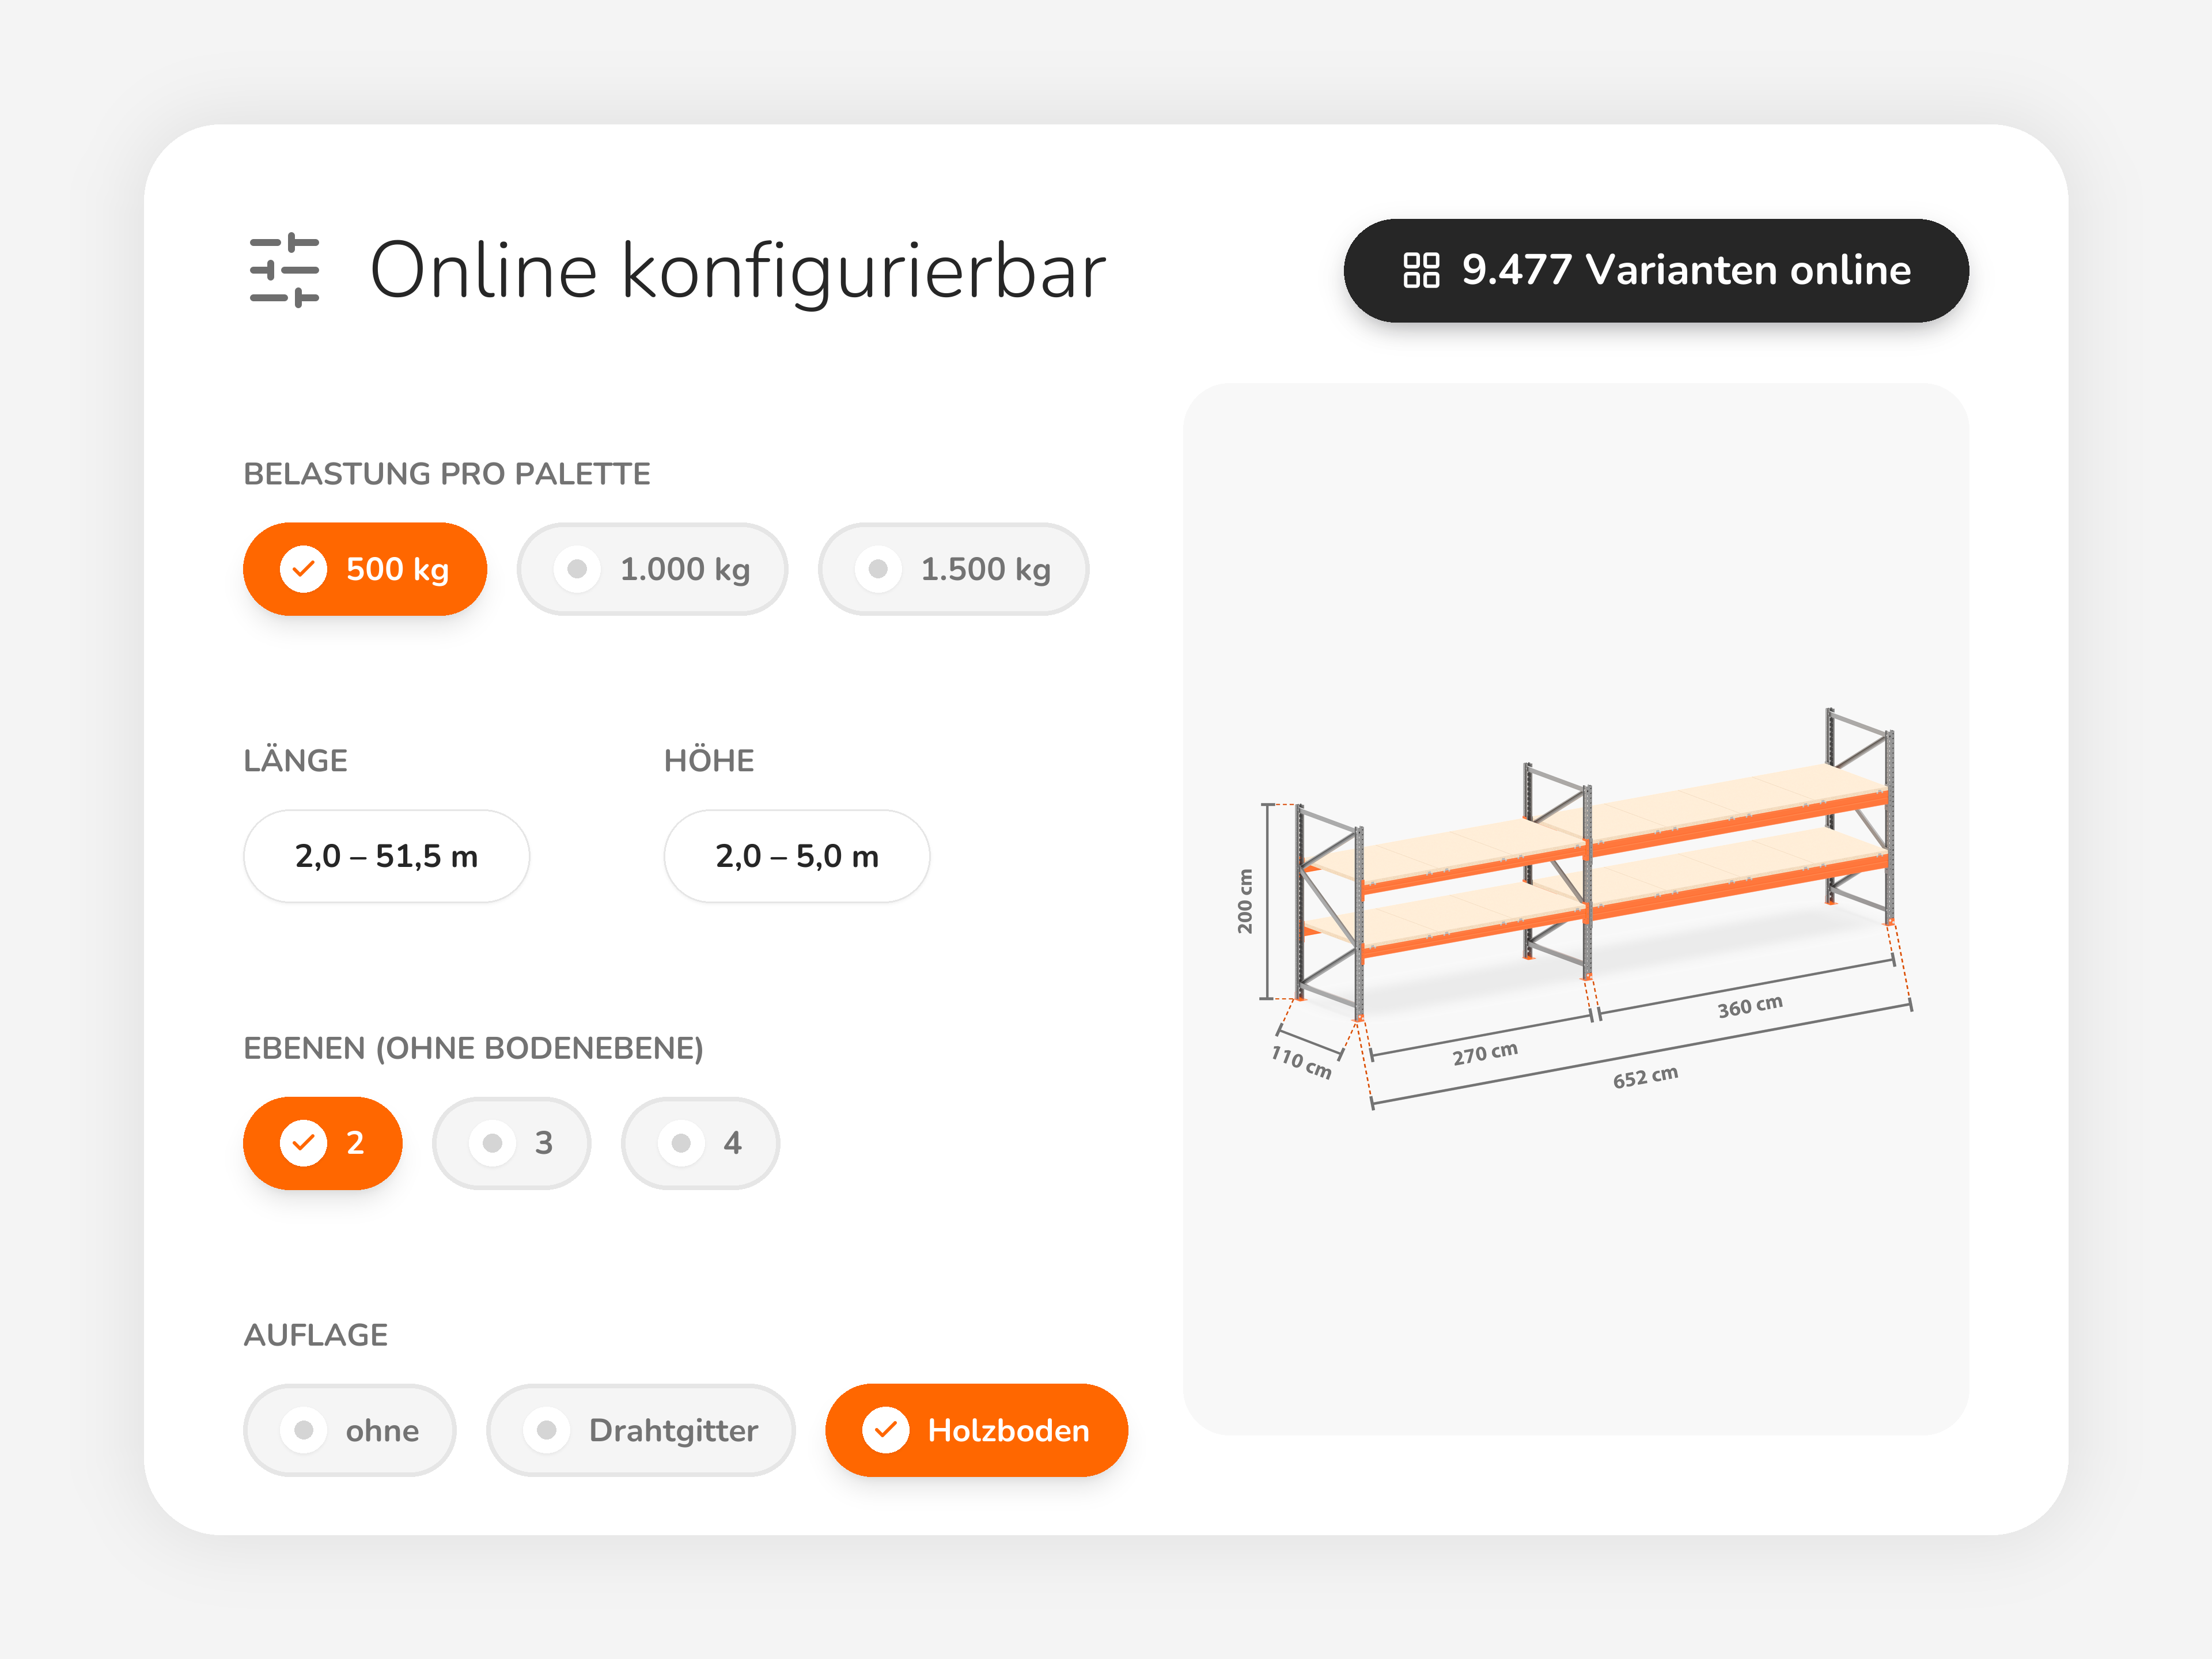 Online konfigurierbar
9.477 Varianten online
BELASTUNG PRO PALETTE
500 kg
1.000 kg
1.500 kg
LÄNGE
HÖHE
2,0 – 51,5 m
2,0 – 5,0 m
EBENEN (OHNE BODENEBENE)
2
3
4
AUFLAGE
ohne
Drahtgitter
Holzboden
200 cm
110 cm
270 cm
360 cm
652 cm